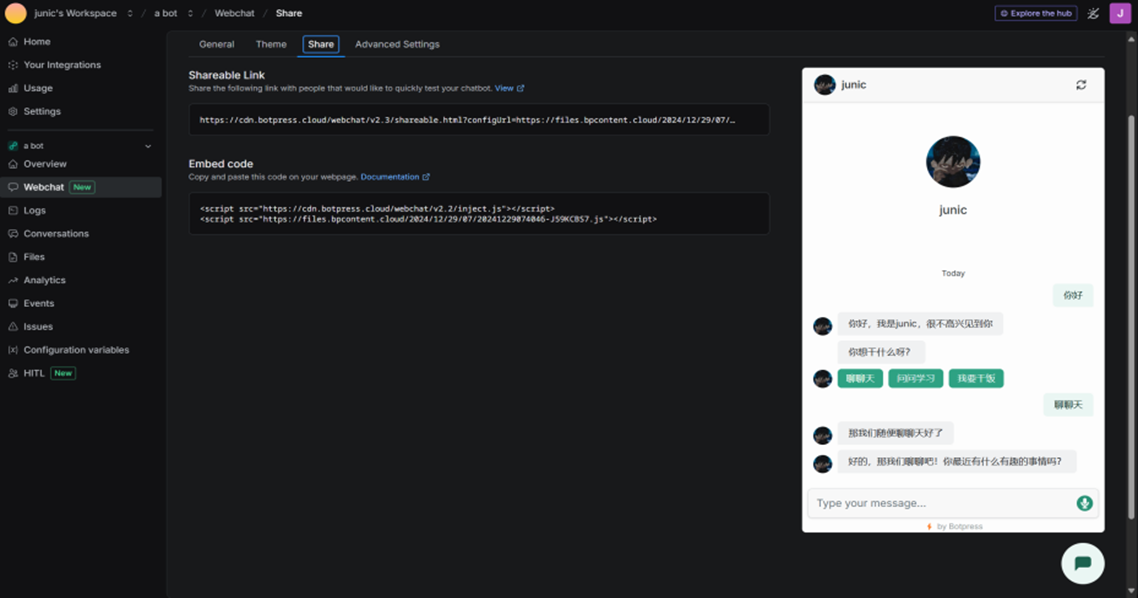 junic's Workspace / a bot / Webchat / Share
Explore the hub
J
Home
Your Integrations
Usage
Settings
a bot
Overview
Webchat New
Logs
Conversations
Files
Analytics
Events
Issues
Configuration variables
HITL New
General Theme Share Advanced Settings
Shareable Link
Share the following link with people that would like to quickly test your chatbot. View
https://cdn.botpress.cloud/webchat/v2.3/shareable.html?configUrl=https://files.bpcontent.cloud/2024/12/29/07/…
Embed code
Copy and paste this code on your webpage. Documentation
<script src="https://cdn.botpress.cloud/webchat/v2.2/inject.js"></script>
<script src="https://files.bpcontent.cloud/2024/12/29/07/20241229074046-J59KCBS7.js"></script>
junic
junic
Today
你好
你好，我是junic，很不高兴见到你
你想干什么呀？
聊聊天 问问学习 我要干饭
聊聊天
那我们随便聊聊天好了
好的，那我们聊聊吧！你最近有什么有趣的事情吗？
Type your message...
by Botpress